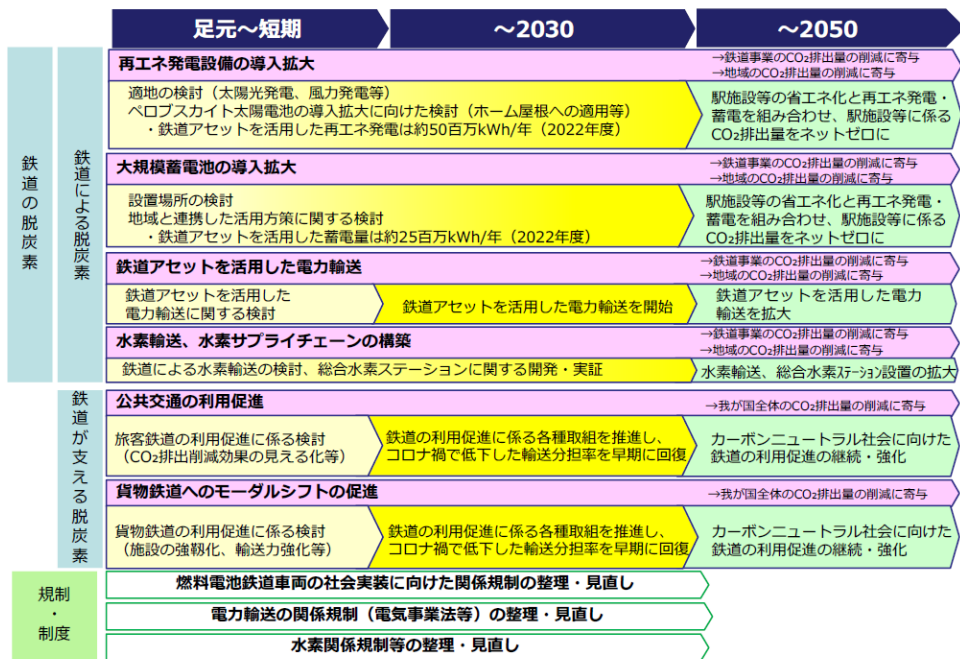 足元～短期
～2030
～2050
鉄道の脱炭素
鉄道による脱炭素
再エネ発電設備の導入拡大
→鉄道事業のCO₂排出量の削減に寄与
→地域のCO₂排出量の削減に寄与
適地の検討（太陽光発電、風力発電等）
ペロブスカイト太陽電池の導入拡大に向けた検討（ホーム屋根への適用等）
・鉄道アセットを活用した再エネ発電は約50百万kWh/年（2022年度）
駅施設等の省エネ化と再エネ発電・
蓄電を組み合わせ、駅施設等に係る
CO₂排出量をネットゼロに
大規模蓄電池の導入拡大
→鉄道事業のCO₂排出量の削減に寄与
→地域のCO₂排出量の削減に寄与
設置場所の検討
地域と連携した活用方策に関する検討
・鉄道アセットを活用した蓄電量は約25百万kWh/年（2022年度）
駅施設等の省エネ化と再エネ発電・
蓄電を組み合わせ、駅施設等に係る
CO₂排出量をネットゼロに
鉄道アセットを活用した電力輸送
→鉄道事業のCO₂排出量の削減に寄与
→地域のCO₂排出量の削減に寄与
鉄道アセットを活用した
電力輸送に関する検討
鉄道アセットを活用した電力輸送を開始
鉄道アセットを活用した電力
輸送を拡大
水素輸送、水素サプライチェーンの構築
→鉄道事業のCO₂排出量の削減に寄与
→地域のCO₂排出量の削減に寄与
鉄道による水素輸送の検討、総合水素ステーションに関する開発・実証
水素輸送、総合水素ｽﾃｰｼｮﾝ設置の拡大
鉄道が支える脱炭素
公共交通の利用促進
→我が国全体のCO₂排出量の削減に寄与
旅客鉄道の利用促進に係る検討
（CO₂排出削減効果の見える化等）
鉄道の利用促進に係る各種取組を推進し、
コロナ禍で低下した輸送分担率を早期に回復
カーボンニュートラル社会に向けた
鉄道の利用促進の継続・強化
貨物鉄道へのモーダルシフトの促進
→我が国全体のCO₂排出量の削減に寄与
貨物鉄道の利用促進に係る検討
（施設の強靱化、輸送力強化等）
鉄道の利用促進に係る各種取組を推進し、
コロナ禍で低下した輸送分担率を早期に回復
カーボンニュートラル社会に向けた
鉄道の利用促進の継続・強化
規制
・
制度
燃料電池鉄道車両の社会実装に向けた関係規制の整理・見直し
電力輸送の関係規制（電気事業法等）の整理・見直し
水素関係規制等の整理・見直し